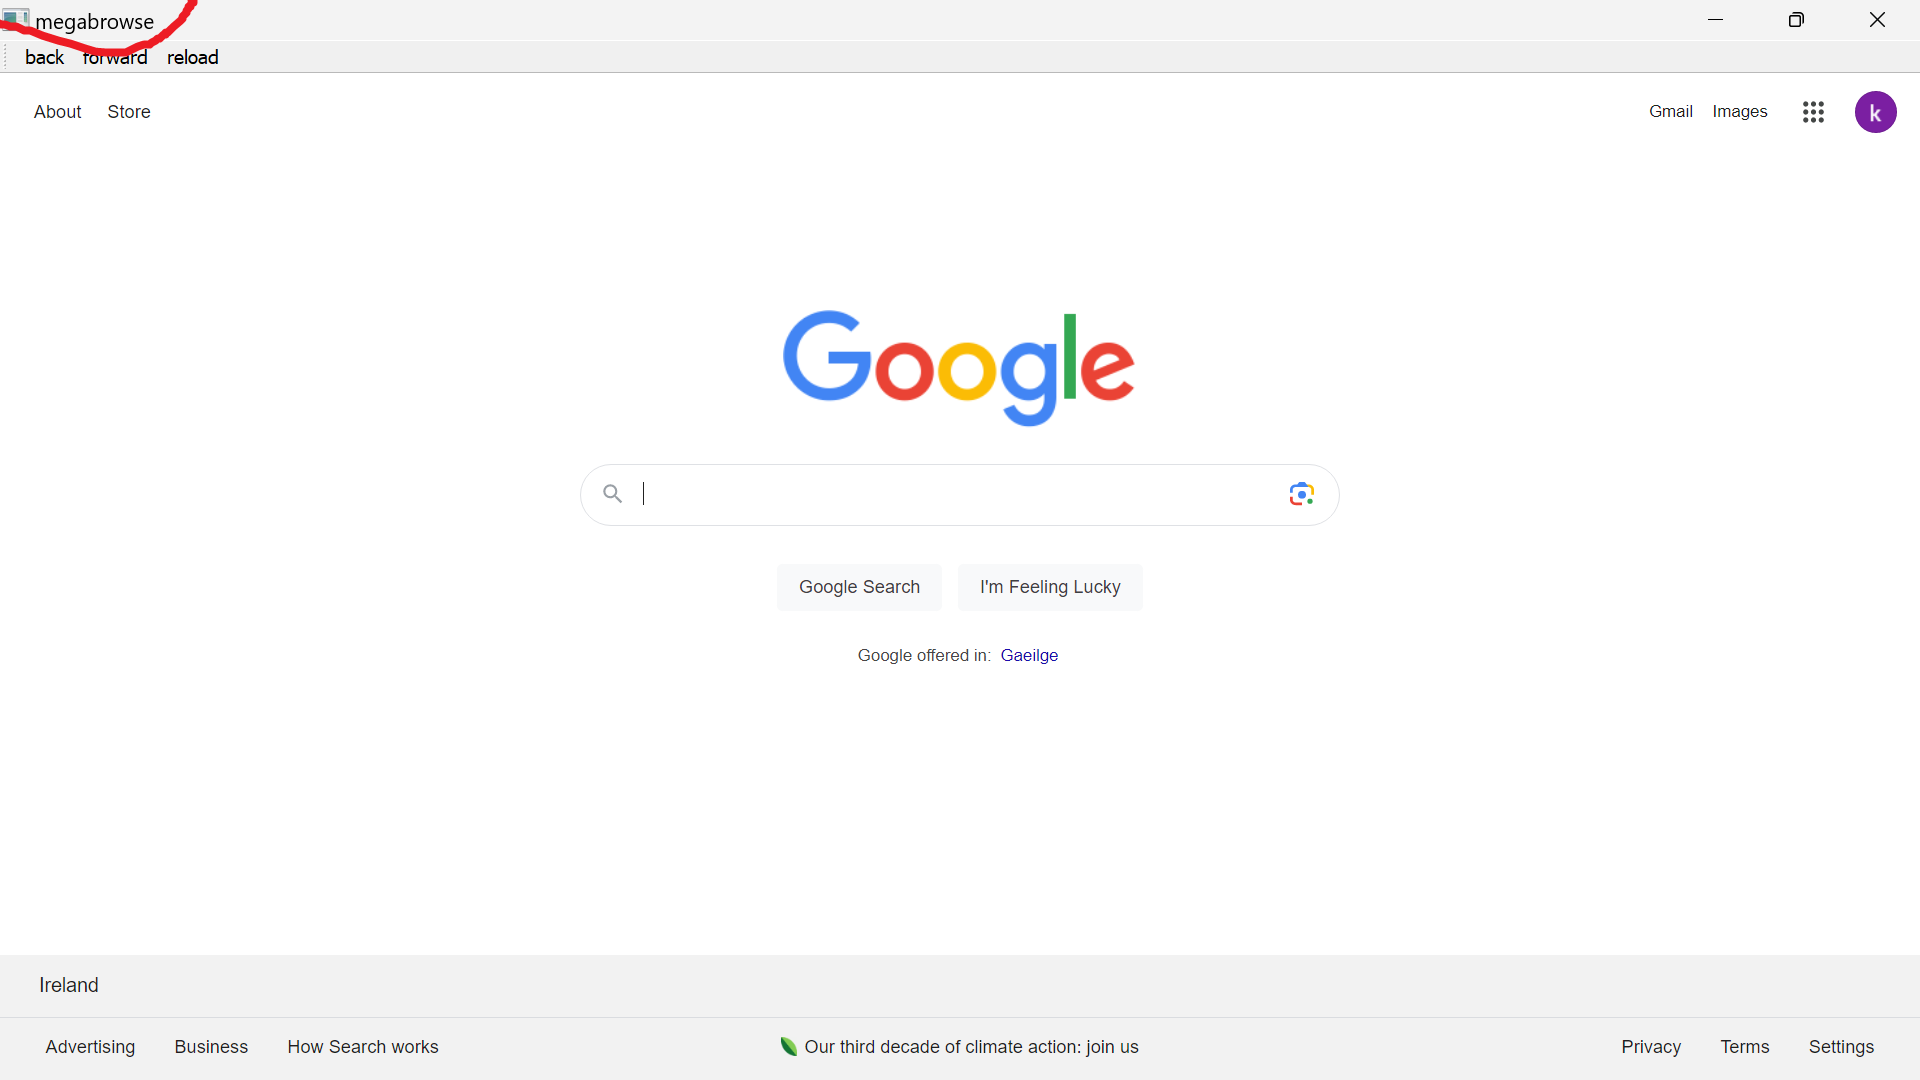 megabrowse
back forward reload
About Store Gmail Images k
Google
Google Search I'm Feeling Lucky
Google offered in: Gaeilge
Ireland
Advertising Business How Search works Our third decade of climate action: join us Privacy Terms Settings